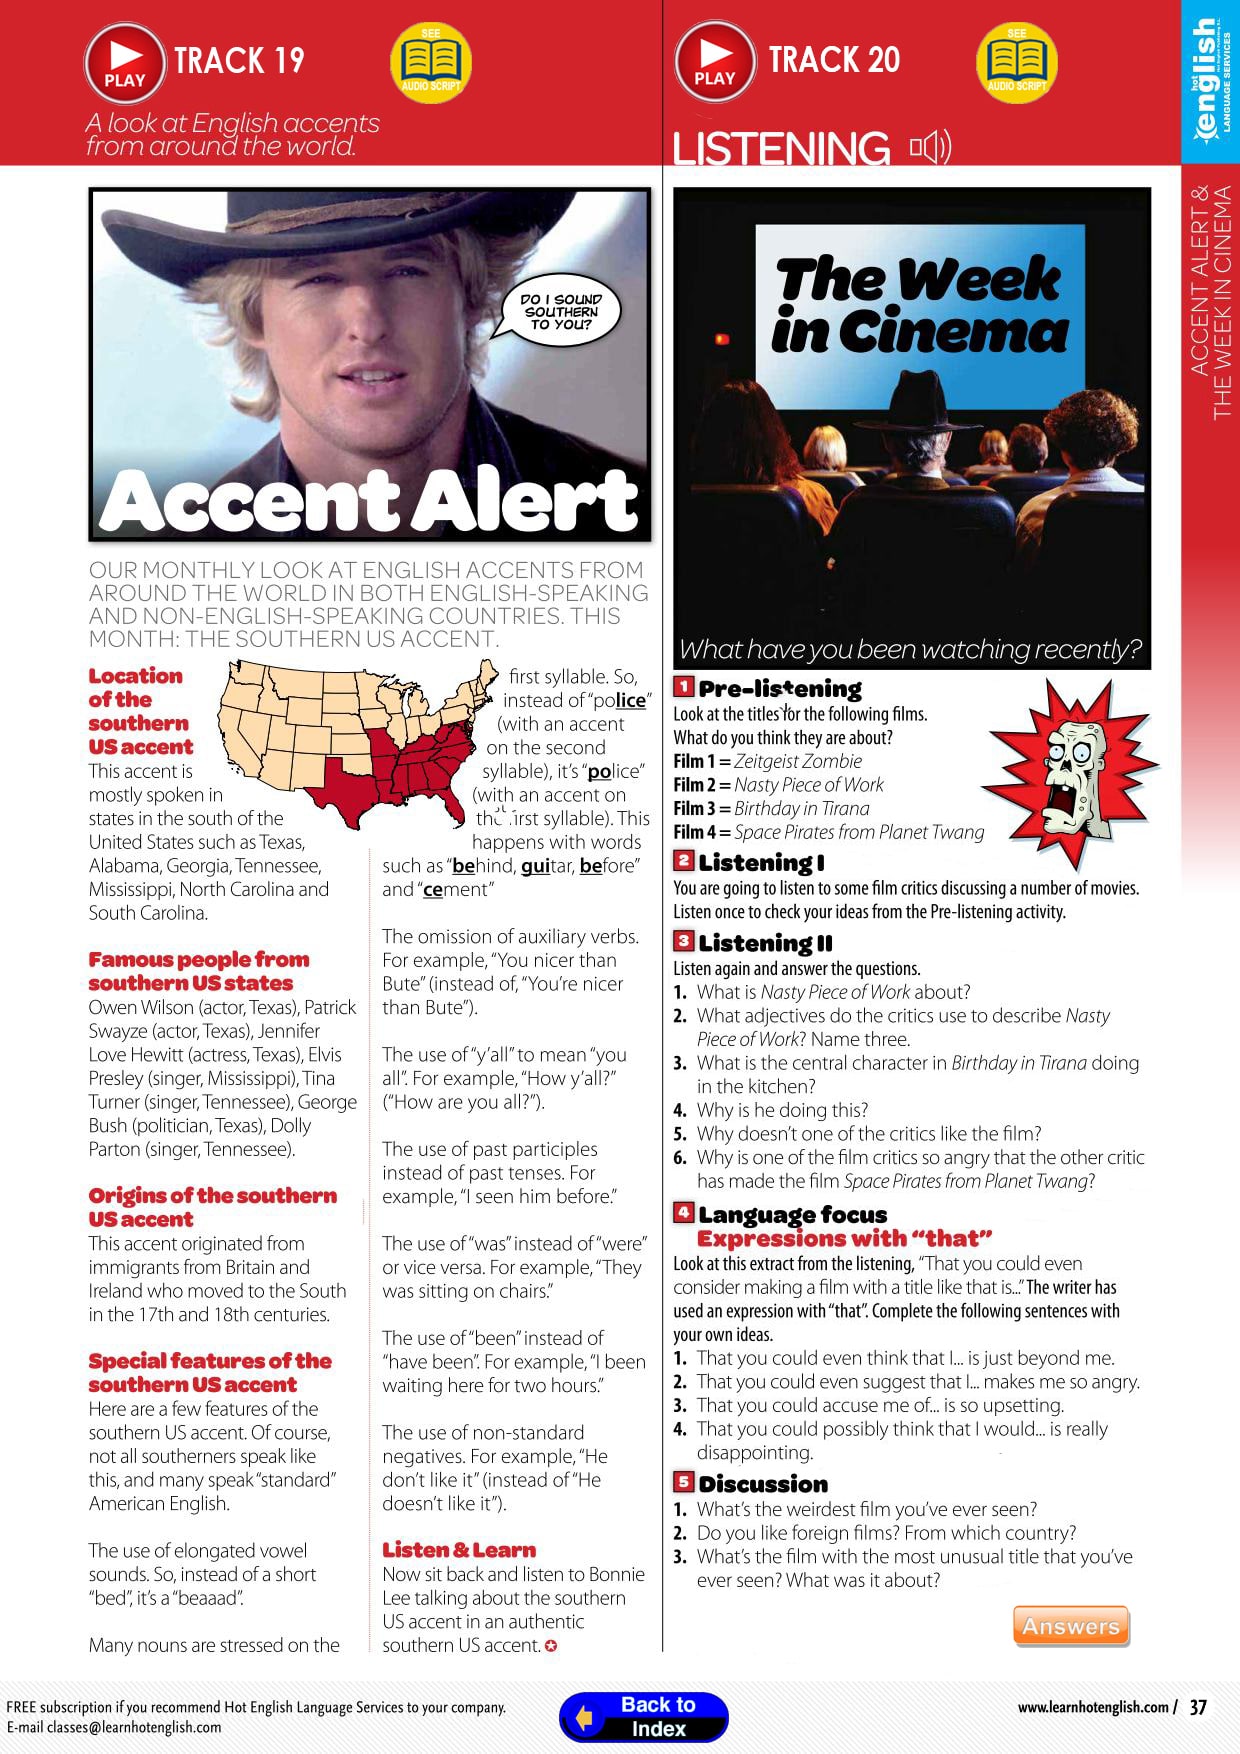 PLAY
TRACK 19
SEE
AUDIO SCRIPT
A look at English accents
from around the world.
DO I SOUND
SOUTHERN
TO YOU?
Accent Alert
OUR MONTHLY LOOK AT ENGLISH ACCENTS FROM
AROUND THE WORLD IN BOTH ENGLISH-SPEAKING
AND NON-ENGLISH-SPEAKING COUNTRIES. THIS
MONTH: THE SOUTHERN US ACCENT.
Location
of the
southern
US accent
This accent is
mostly spoken in
states in the south of the
United States such as Texas,
Alabama, Georgia, Tennessee,
Mississippi, North Carolina and
South Carolina.
Famous people from
southern US states
Owen Wilson (actor, Texas), Patrick
Swayze (actor, Texas), Jennifer
Love Hewitt (actress, Texas), Elvis
Presley (singer, Mississippi), Tina
Turner (singer, Tennessee), George
Bush (politician, Texas), Dolly
Parton (singer, Tennessee).
Origins of the southern
US accent
This accent originated from
immigrants from Britain and
Ireland who moved to the South
in the 17th and 18th centuries.
Special features of the
southern US accent
Here are a few features of the
southern US accent. Of course,
not all southerners speak like
this, and many speak “standard”
American English.
The use of elongated vowel
sounds. So, instead of a short
“bed”, it’s a “beaaad”.
Many nouns are stressed on the
first syllable. So,
instead of “police”
(with an accent
on the second
syllable), it’s “police”
(with an accent on
the first syllable). This
happens with words
such as “behind, guitar, before”
and “cement”
The omission of auxiliary verbs.
For example, “You nicer than
Bute” (instead of, “You’re nicer
than Bute”).
The use of “y’all” to mean “you
all”. For example, “How y’all?”
(“How are you all?”).
The use of past participles
instead of past tenses. For
example, “I seen him before.”
The use of “was” instead of “were”
or vice versa. For example, “They
was sitting on chairs.”
The use of “been” instead of
“have been”. For example, “I been
waiting here for two hours.”
The use of non-standard
negatives. For example, “He
don’t like it” (instead of “He
doesn’t like it”).
Listen & Learn
Now sit back and listen to Bonnie
Lee talking about the southern
US accent in an authentic
southern US accent.
PLAY
TRACK 20
SEE
AUDIO SCRIPT
LISTENING
The Week
in Cinema
What have you been watching recently?
1 Pre-listening
Look at the titles for the following films.
What do you think they are about?
Film 1 = Zeitgeist Zombie
Film 2 = Nasty Piece of Work
Film 3 = Birthday in Tirana
Film 4 = Space Pirates from Planet Twang
2 Listening I
You are going to listen to some film critics discussing a number of movies.
Listen once to check your ideas from the Pre-listening activity.
3 Listening II
Listen again and answer the questions.
1. What is Nasty Piece of Work about?
2. What adjectives do the critics use to describe Nasty
Piece of Work? Name three.
3. What is the central character in Birthday in Tirana doing
in the kitchen?
4. Why is he doing this?
5. Why doesn’t one of the critics like the film?
6. Why is one of the film critics so angry that the other critic
has made the film Space Pirates from Planet Twang?
4 Language focus
Expressions with “that”
Look at this extract from the listening, “That you could even
consider making a film with a title like that is...” The writer has
used an expression with “that”. Complete the following sentences with
your own ideas.
1. That you could even think that I... is just beyond me.
2. That you could even suggest that I... makes me so angry.
3. That you could accuse me of... is so upsetting.
4. That you could possibly think that I would... is really
disappointing.
5 Discussion
1. What’s the weirdest film you’ve ever seen?
2. Do you like foreign films? From which country?
3. What’s the film with the most unusual title that you’ve
ever seen? What was it about?
Answers
hot english
LANGUAGE SERVICES
ACCENT ALERT &
THE WEEK IN CINEMA
FREE subscription if you recommend Hot English Language Services to your company.
E-mail classes@learnhotenglish.com
Back to
Index
www.learnhotenglish.com / 37